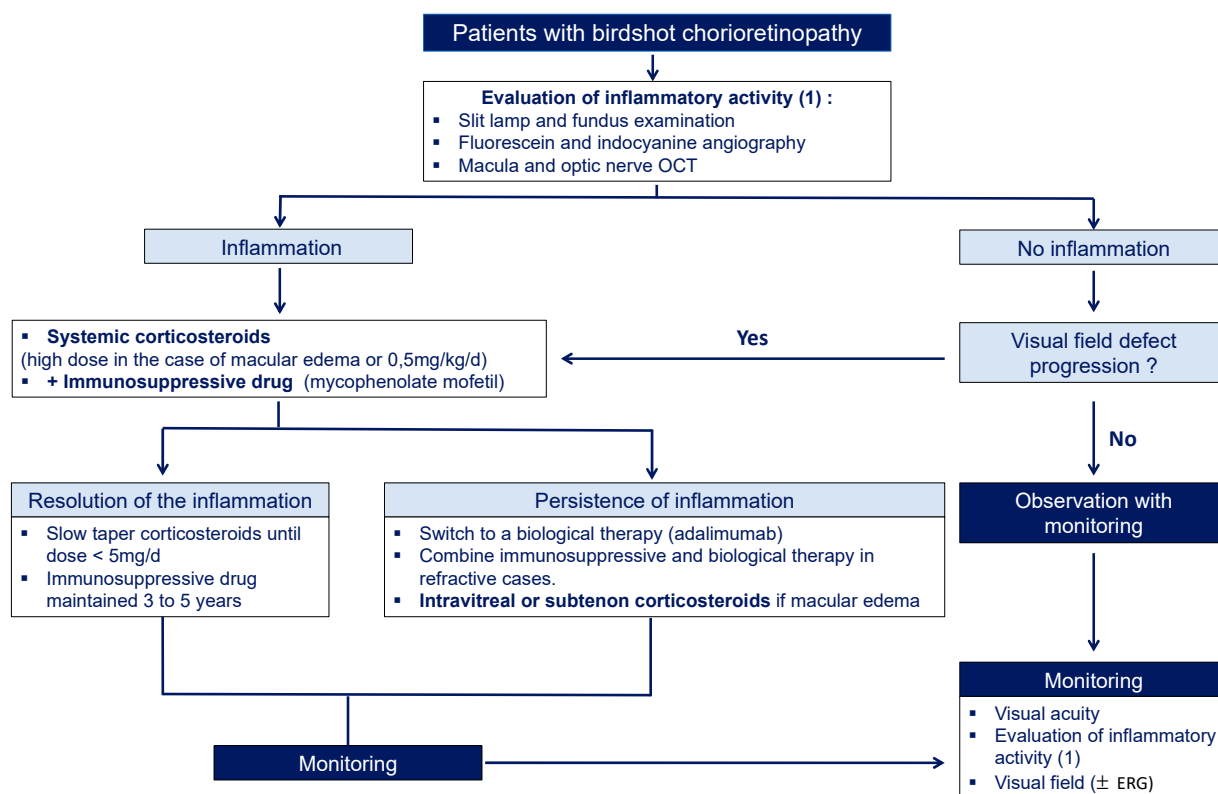 Patients with birdshot chorioretinopathy
Evaluation of inflammatory activity (1) :
▪ Slit lamp and fundus examination
▪ Fluorescein and indocyanine angiography
▪ Macula and optic nerve OCT
Inflammation
No inflammation
▪ Systemic corticosteroids
(high dose in the case of macular edema or 0,5mg/kg/d)
▪ + Immunosuppressive drug (mycophenolate mofetil)
Yes
Visual field defect
progression ?
No
Resolution of the inflammation
▪ Slow taper corticosteroids until
dose < 5mg/d
▪ Immunosuppressive drug
maintained 3 to 5 years
Persistence of inflammation
▪ Switch to a biological therapy (adalimumab)
▪ Combine immunosuppressive and biological therapy in
refractive cases.
▪ Intravitreal or subtenon corticosteroids if macular edema
Observation with
monitoring
Monitoring
Monitoring
▪ Visual acuity
▪ Evaluation of inflammatory
activity (1)
▪ Visual field (± ERG)